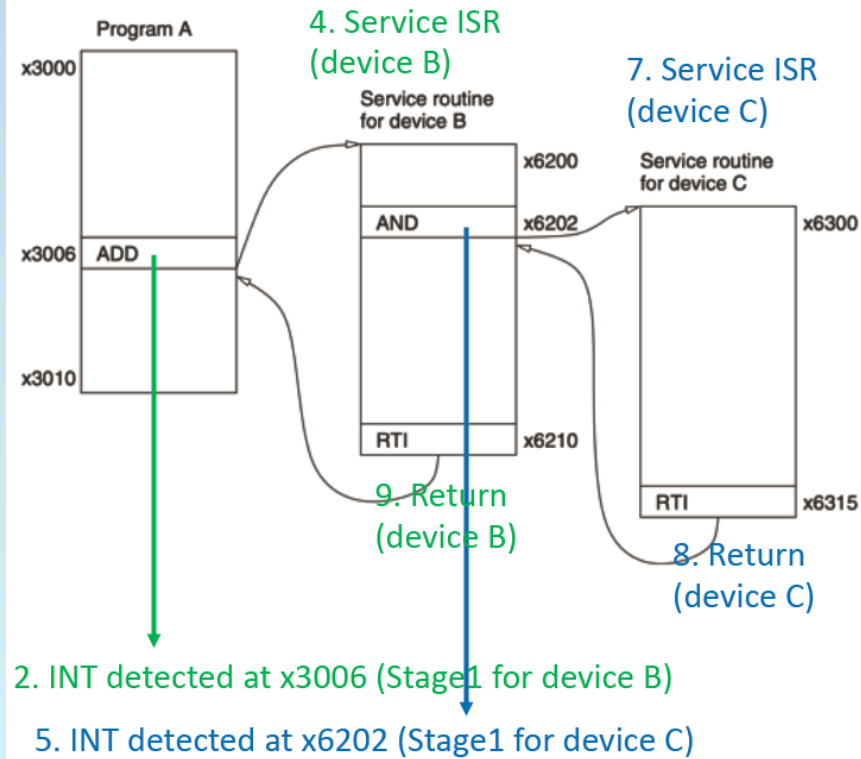 Program A
x3000
x3006
ADD
x3010
4. Service ISR
(device B)
Service routine
for device B
x6200
AND
x6202
RTI
x6210
9. Return
(device B)
7. Service ISR
(device C)
Service routine
for device C
x6300
RTI
x6315
8. Return
(device C)
2. INT detected at x3006 (Stage1 for device B)
5. INT detected at x6202 (Stage1 for device C)